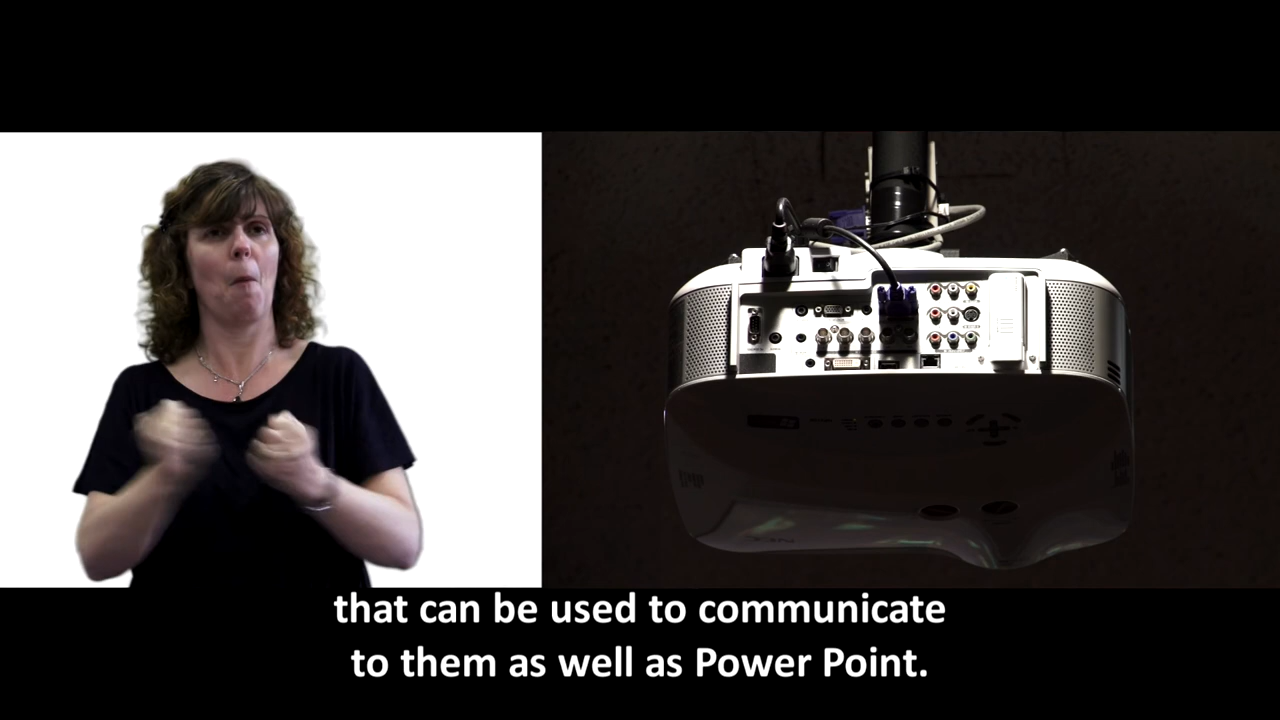 that can be used to communicate
to them as well as Power Point.